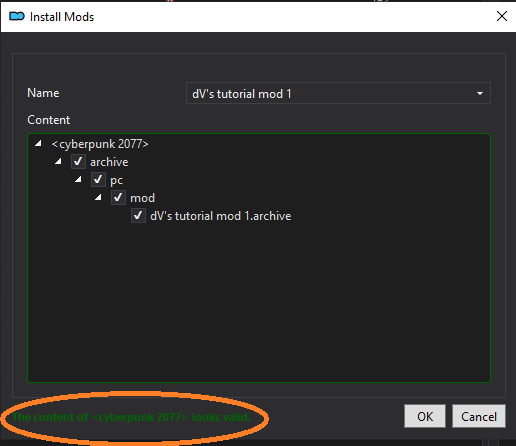 Install Mods
Name
dV's tutorial mod 1
Content
<cyberpunk 2077>
archive
pc
mod
dV's tutorial mod 1.archive
The content of <cyberpunk 2077> looks valid.
OK
Cancel